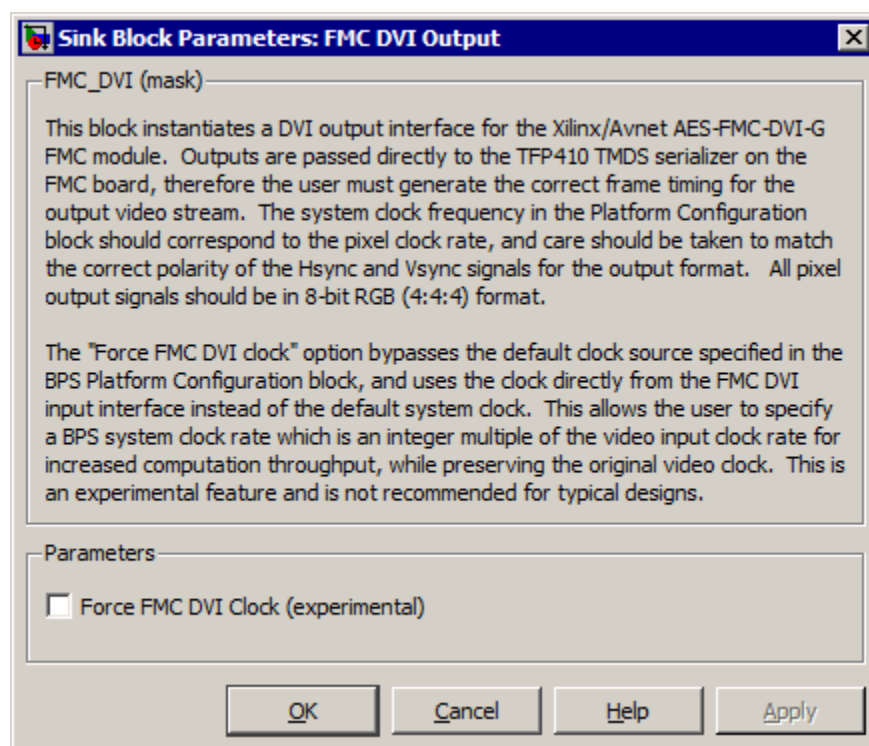 Sink Block Parameters: FMC DVI Output
FMC_DVI (mask)
This block instantiates a DVI output interface for the Xilinx/Avnet AES-FMC-DVI-G
FMC module.  Outputs are passed directly to the TFP410 TMDS serializer on the
FMC board, therefore the user must generate the correct frame timing for the
output video stream.  The system clock frequency in the Platform Configuration
block should correspond to the pixel clock rate, and care should be taken to match
the correct polarity of the Hsync and Vsync signals for the output format.   All pixel
output signals should be in 8-bit RGB (4:4:4) format.
The "Force FMC DVI clock" option bypasses the default clock source specified in the
BPS Platform Configuration block, and uses the clock directly from the FMC DVI
input interface instead of the default system clock.  This allows the user to specify
a BPS system clock rate which is an integer multiple of the video input clock rate for
increased computation throughput, while preserving the original video clock.  This is
an experimental feature and is not recommended for typical designs.
Parameters
Force FMC DVI Clock (experimental)
OK Cancel Help Apply